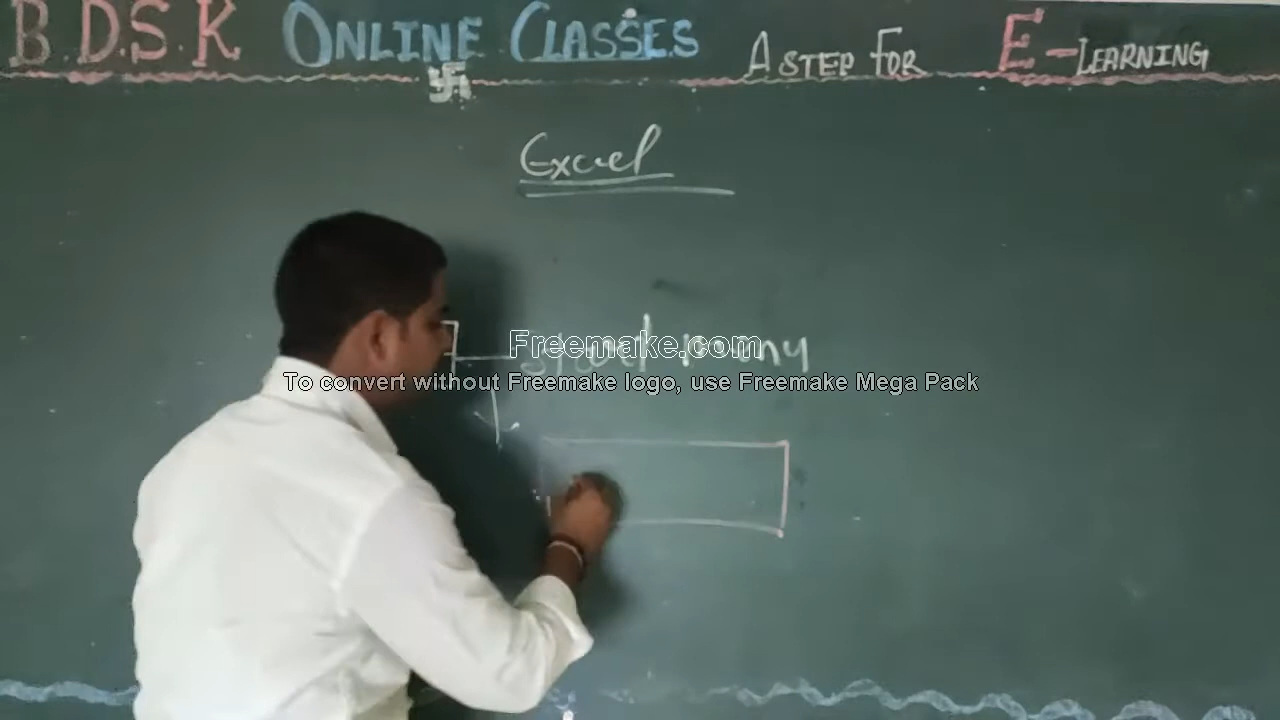 B.D.S.K ONLINE CLASSES A STEP FOR E-LEARNING
Excel
Freemake.com
To convert without Freemake logo, use Freemake Mega Pack